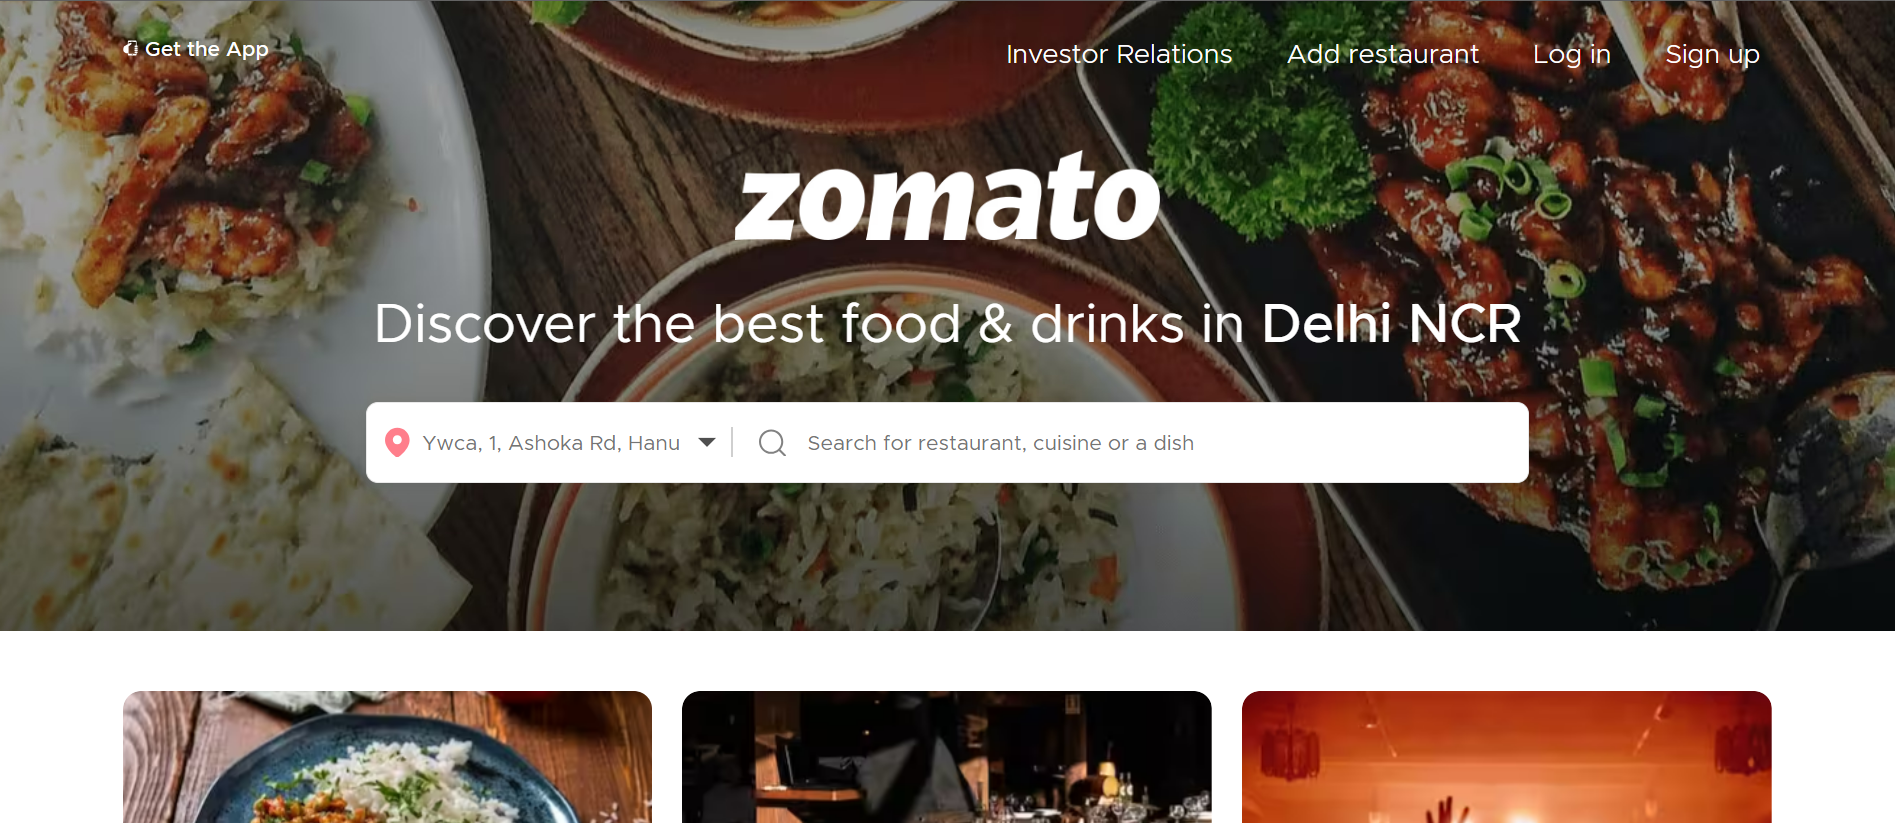 Get the App
Investor Relations
Add restaurant
Log in
Sign up
zomato
Discover the best food & drinks in Delhi NCR
Ywca, 1, Ashoka Rd, Hanu
Search for restaurant, cuisine or a dish